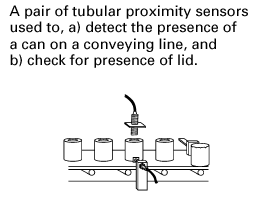 A pair of tubular proximity sensors
used to, a) detect the presence of
a can on a conveying line, and
b) check for presence of lid.